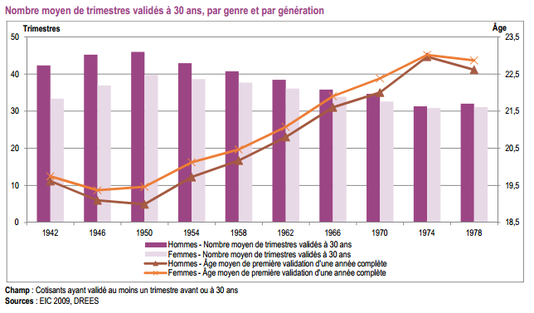 Nombre moyen de trimestres validés à 30 ans, par genre et par génération
Trimestres Âge
50 23,5
40 22,5
30 21,5
20 20,5
10 19,5
0 18,5
1942 1946 1950 1954 1958 1962 1966 1970 1974 1978
Hommes - Nombre moyen de trimestres validés à 30 ans
Femmes - Nombre moyen de trimestres validés à 30 ans
Hommes - Âge moyen de première validation d'une année complète
Femmes - Âge moyen de première validation d'une année complète
Champ : Cotisants ayant validé au moins un trimestre avant ou à 30 ans
Sources : EIC 2009, DREES